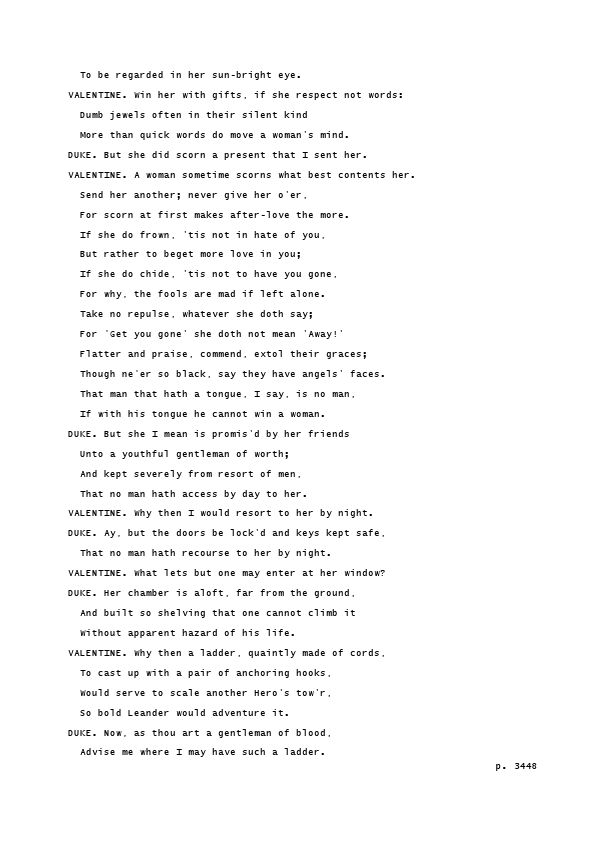 To be regarded in her sun-bright eye.
VALENTINE. Win her with gifts, if she respect not words:
Dumb jewels often in their silent kind
More than quick words do move a woman's mind.
DUKE. But she did scorn a present that I sent her.
VALENTINE. A woman sometime scorns what best contents her.
Send her another; never give her o'er,
For scorn at first makes after-love the more.
If she do frown, 'tis not in hate of you,
But rather to beget more love in you;
If she do chide, 'tis not to have you gone,
For why, the fools are mad if left alone.
Take no repulse, whatever she doth say;
For 'Get you gone' she doth not mean 'Away!'
Flatter and praise, commend, extol their graces;
Though ne'er so black, say they have angels' faces.
That man that hath a tongue, I say, is no man,
If with his tongue he cannot win a woman.
DUKE. But she I mean is promis'd by her friends
Unto a youthful gentleman of worth;
And kept severely from resort of men,
That no man hath access by day to her.
VALENTINE. Why then I would resort to her by night.
DUKE. Ay, but the doors be lock'd and keys kept safe,
That no man hath recourse to her by night.
VALENTINE. What lets but one may enter at her window?
DUKE. Her chamber is aloft, far from the ground,
And built so shelving that one cannot climb it
Without apparent hazard of his life.
VALENTINE. Why then a ladder, quaintly made of cords,
To cast up with a pair of anchoring hooks,
Would serve to scale another Hero's tow'r,
So bold Leander would adventure it.
DUKE. Now, as thou art a gentleman of blood,
Advise me where I may have such a ladder.
p. 3448